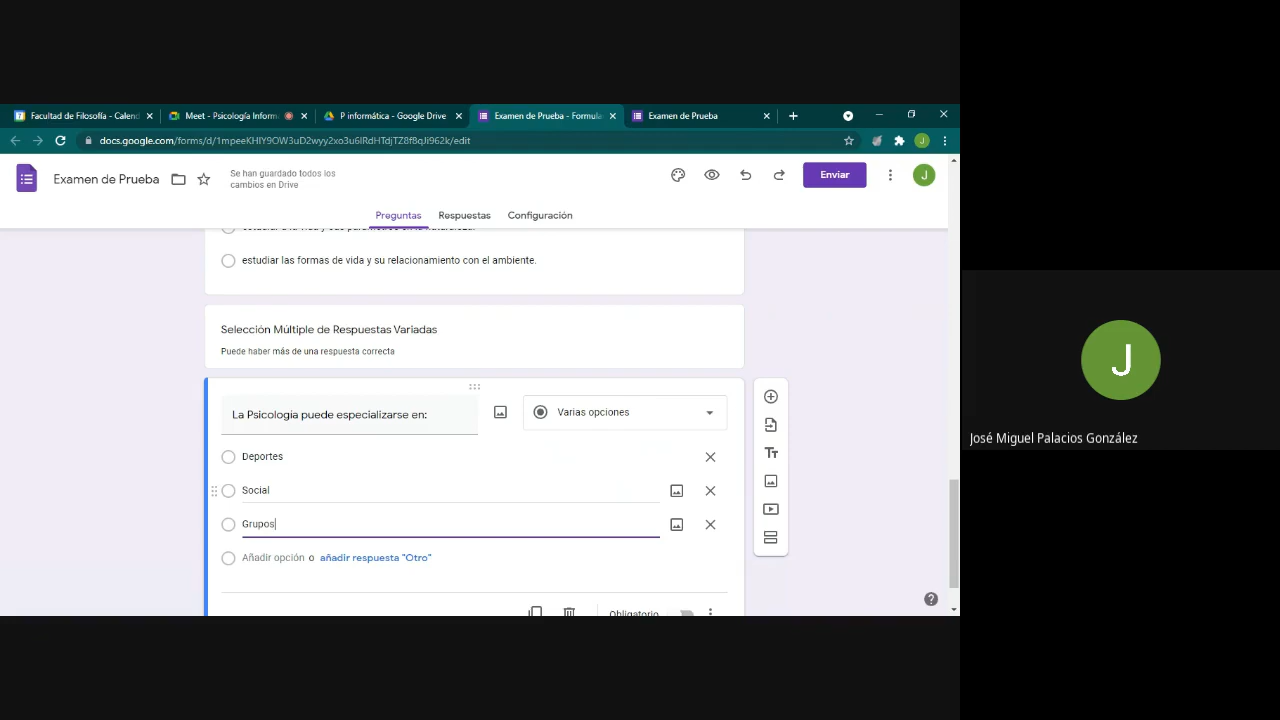 Facultad de Filosofía - Calend
Meet - Psicología Inform
P informática - Google Drive
Examen de Prueba - Formula
Examen de Prueba
docs.google.com/forms/d/1mpeeKHIY9OW3uD2wyy2xo3u6lRdHTdjTZ8f8qJi962k/edit
Examen de Prueba
Se han guardado todos los
cambios en Drive
Enviar
J
Preguntas Respuestas Configuración
estudiar las formas de vida y su relacionamiento con el ambiente.
Selección Múltiple de Respuestas Variadas
Puede haber más de una respuesta correcta
La Psicología puede especializarse en:
Varias opciones
Deportes
Social
Grupos
Añadir opción o añadir respuesta "Otro"
Obligatorio
J
José Miguel Palacios González